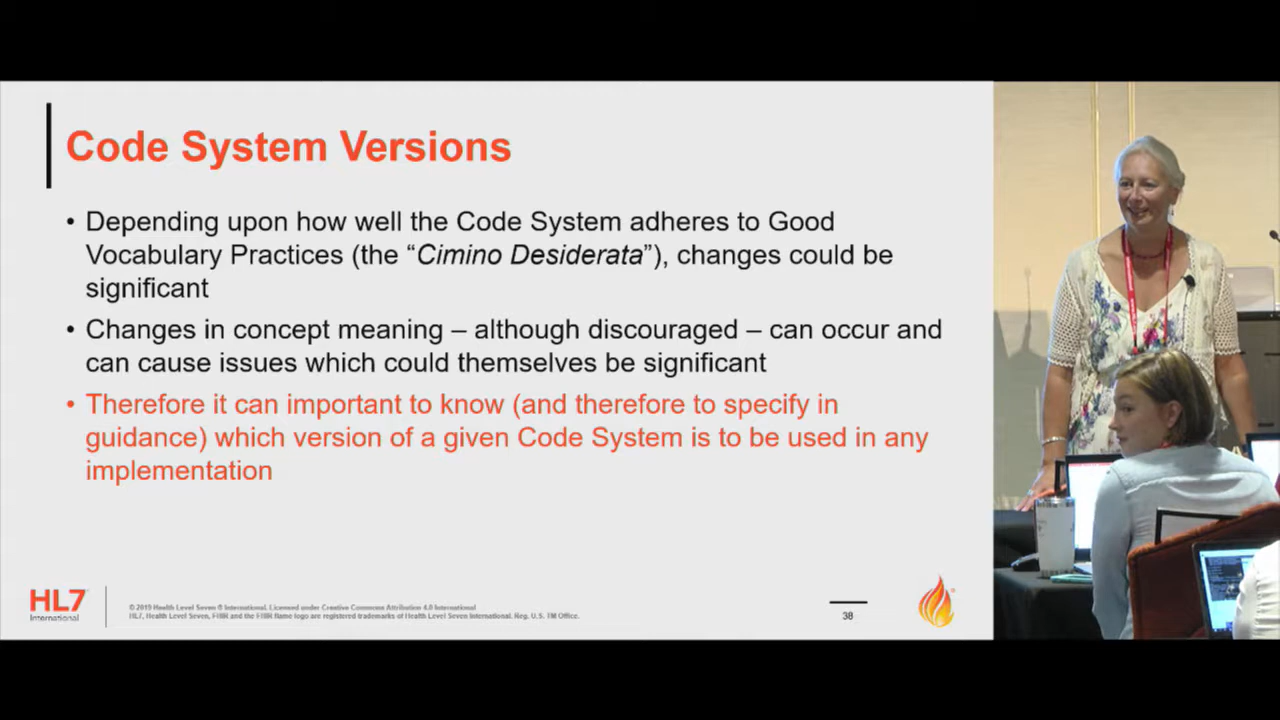 Code System Versions
• Depending upon how well the Code System adheres to Good
Vocabulary Practices (the “Cimino Desiderata”), changes could be
significant
• Changes in concept meaning – although discouraged – can occur and
can cause issues which could themselves be significant
• Therefore it can important to know (and therefore to specify in
guidance) which version of a given Code System is to be used in any
implementation
HL7
International
© 2019 Health Level Seven ® International. Licensed under Creative Commons Attribution 4.0 International
HL7, Health Level Seven, FHIR and the FHIR flame logo are registered trademarks of Health Level Seven International. Reg. U.S. TM Office.
38
®